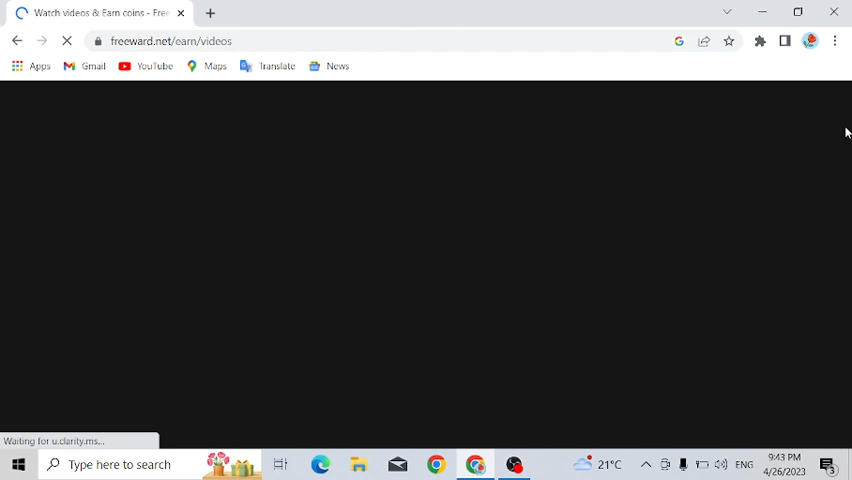 Watch videos & Earn coins - Free
freeward.net/earn/videos
Apps Gmail YouTube Maps Translate News
Waiting for u.clarity.ms...
Type here to search 21°C ENG 9:43 PM
4/26/2023 3